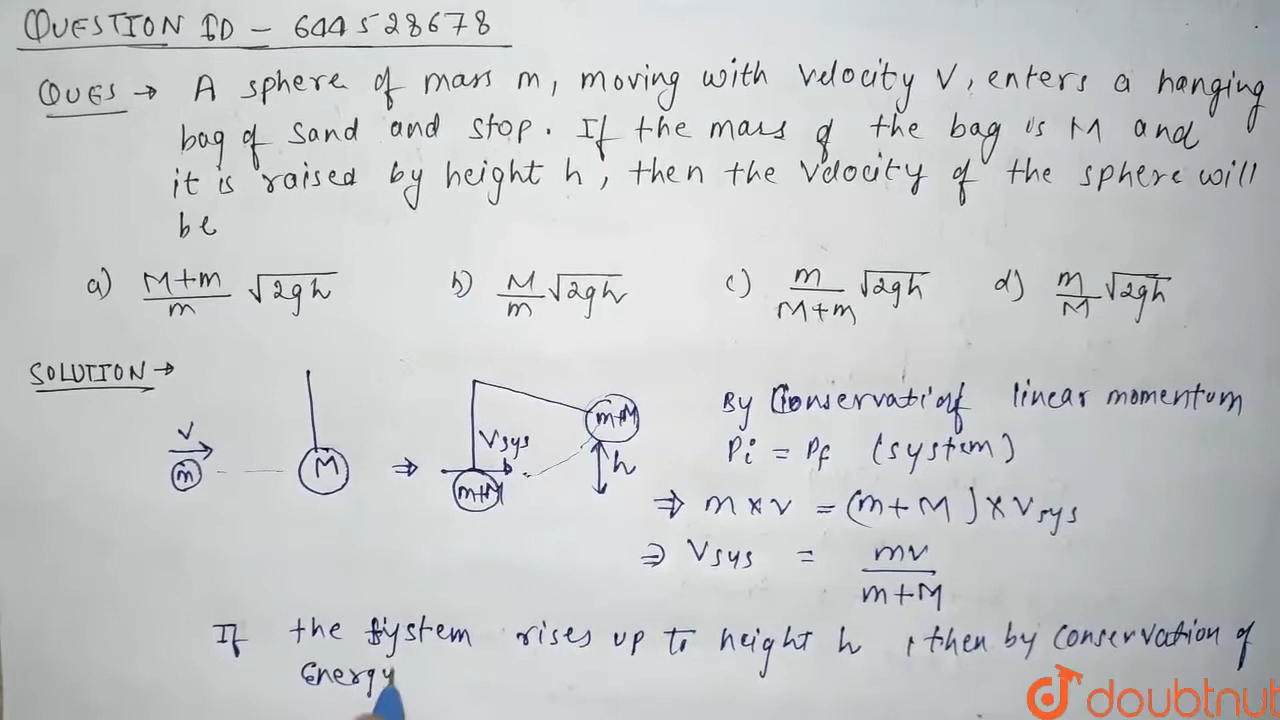 QUESTION ID - 644528678
QUES → A sphere of mass m, moving with velocity V, enters a hanging
bag of sand and stop. If the mass of the bag is M and
it is raised by height h, then the velocity of the sphere will
be
a) M+m/m √2gh b) M/m √2gh c) m/M+m √2gh d) m/M √2gh
SOLUTION →
V
m
M
⇒
Vsys
m+M
m+M
h
By Conservation of linear momentum
Pi = Pf (system)
⇒ m×v = (m+M)×Vsys
⇒ Vsys = mv/m+M
If the system rises up to height h, then by conservation of
Energy
doubtnut